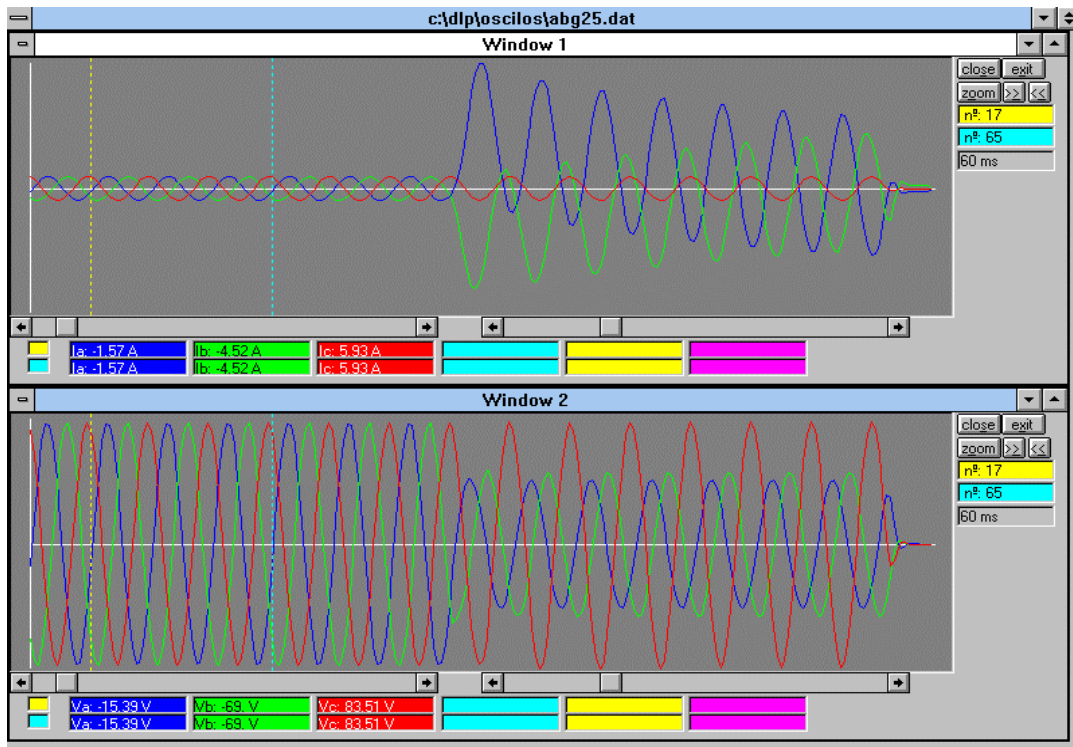 c:\dlp\oscilos\abg25.dat
Window 1
close exit
zoom >> <<
nº: 17
nº: 65
60 ms
Ia: -1.57 A Ib: -4.52 A Ic: 5.93 A
Ia: -1.57 A Ib: -4.52 A Ic: 5.93 A
Window 2
close exit
zoom >> <<
nº: 17
nº: 65
60 ms
Va: -15.39 V Vb: -69. V Vc: 83.51 V
Va: -15.39 V Vb: -69. V Vc: 83.51 V